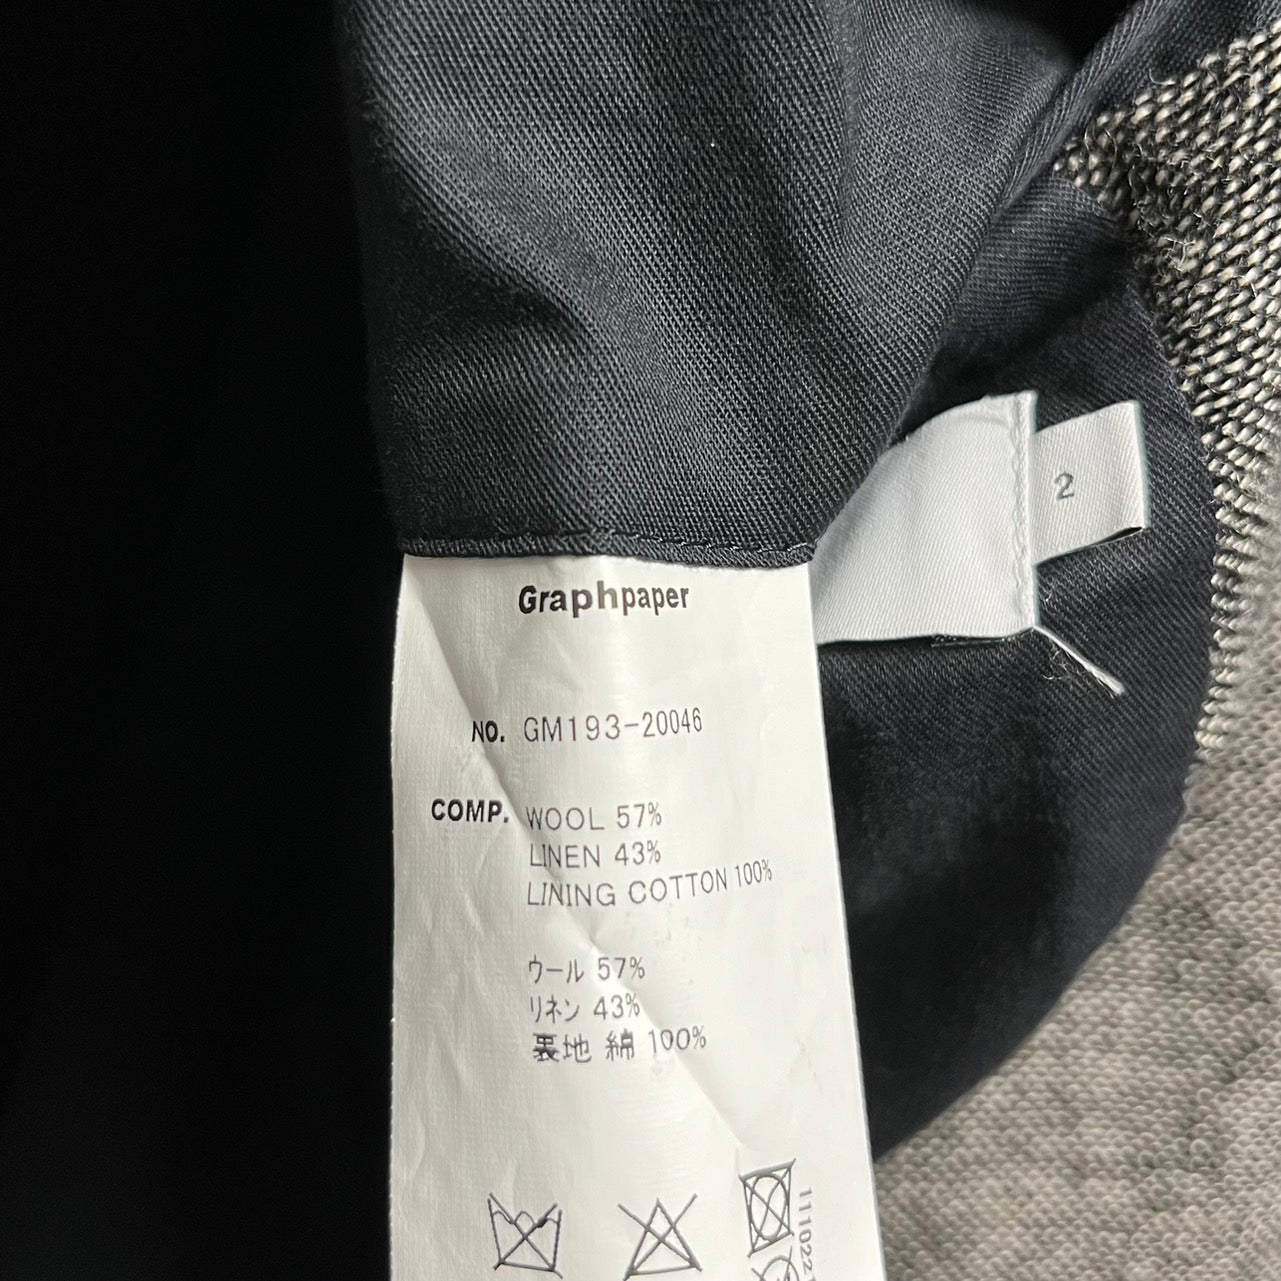 2
Graphpaper
NO. GM193-20046
COMP. WOOL 57%
LINEN 43%
LINING COTTON 100%
ウール 57%
リネン 43%
裏地 綿 100%